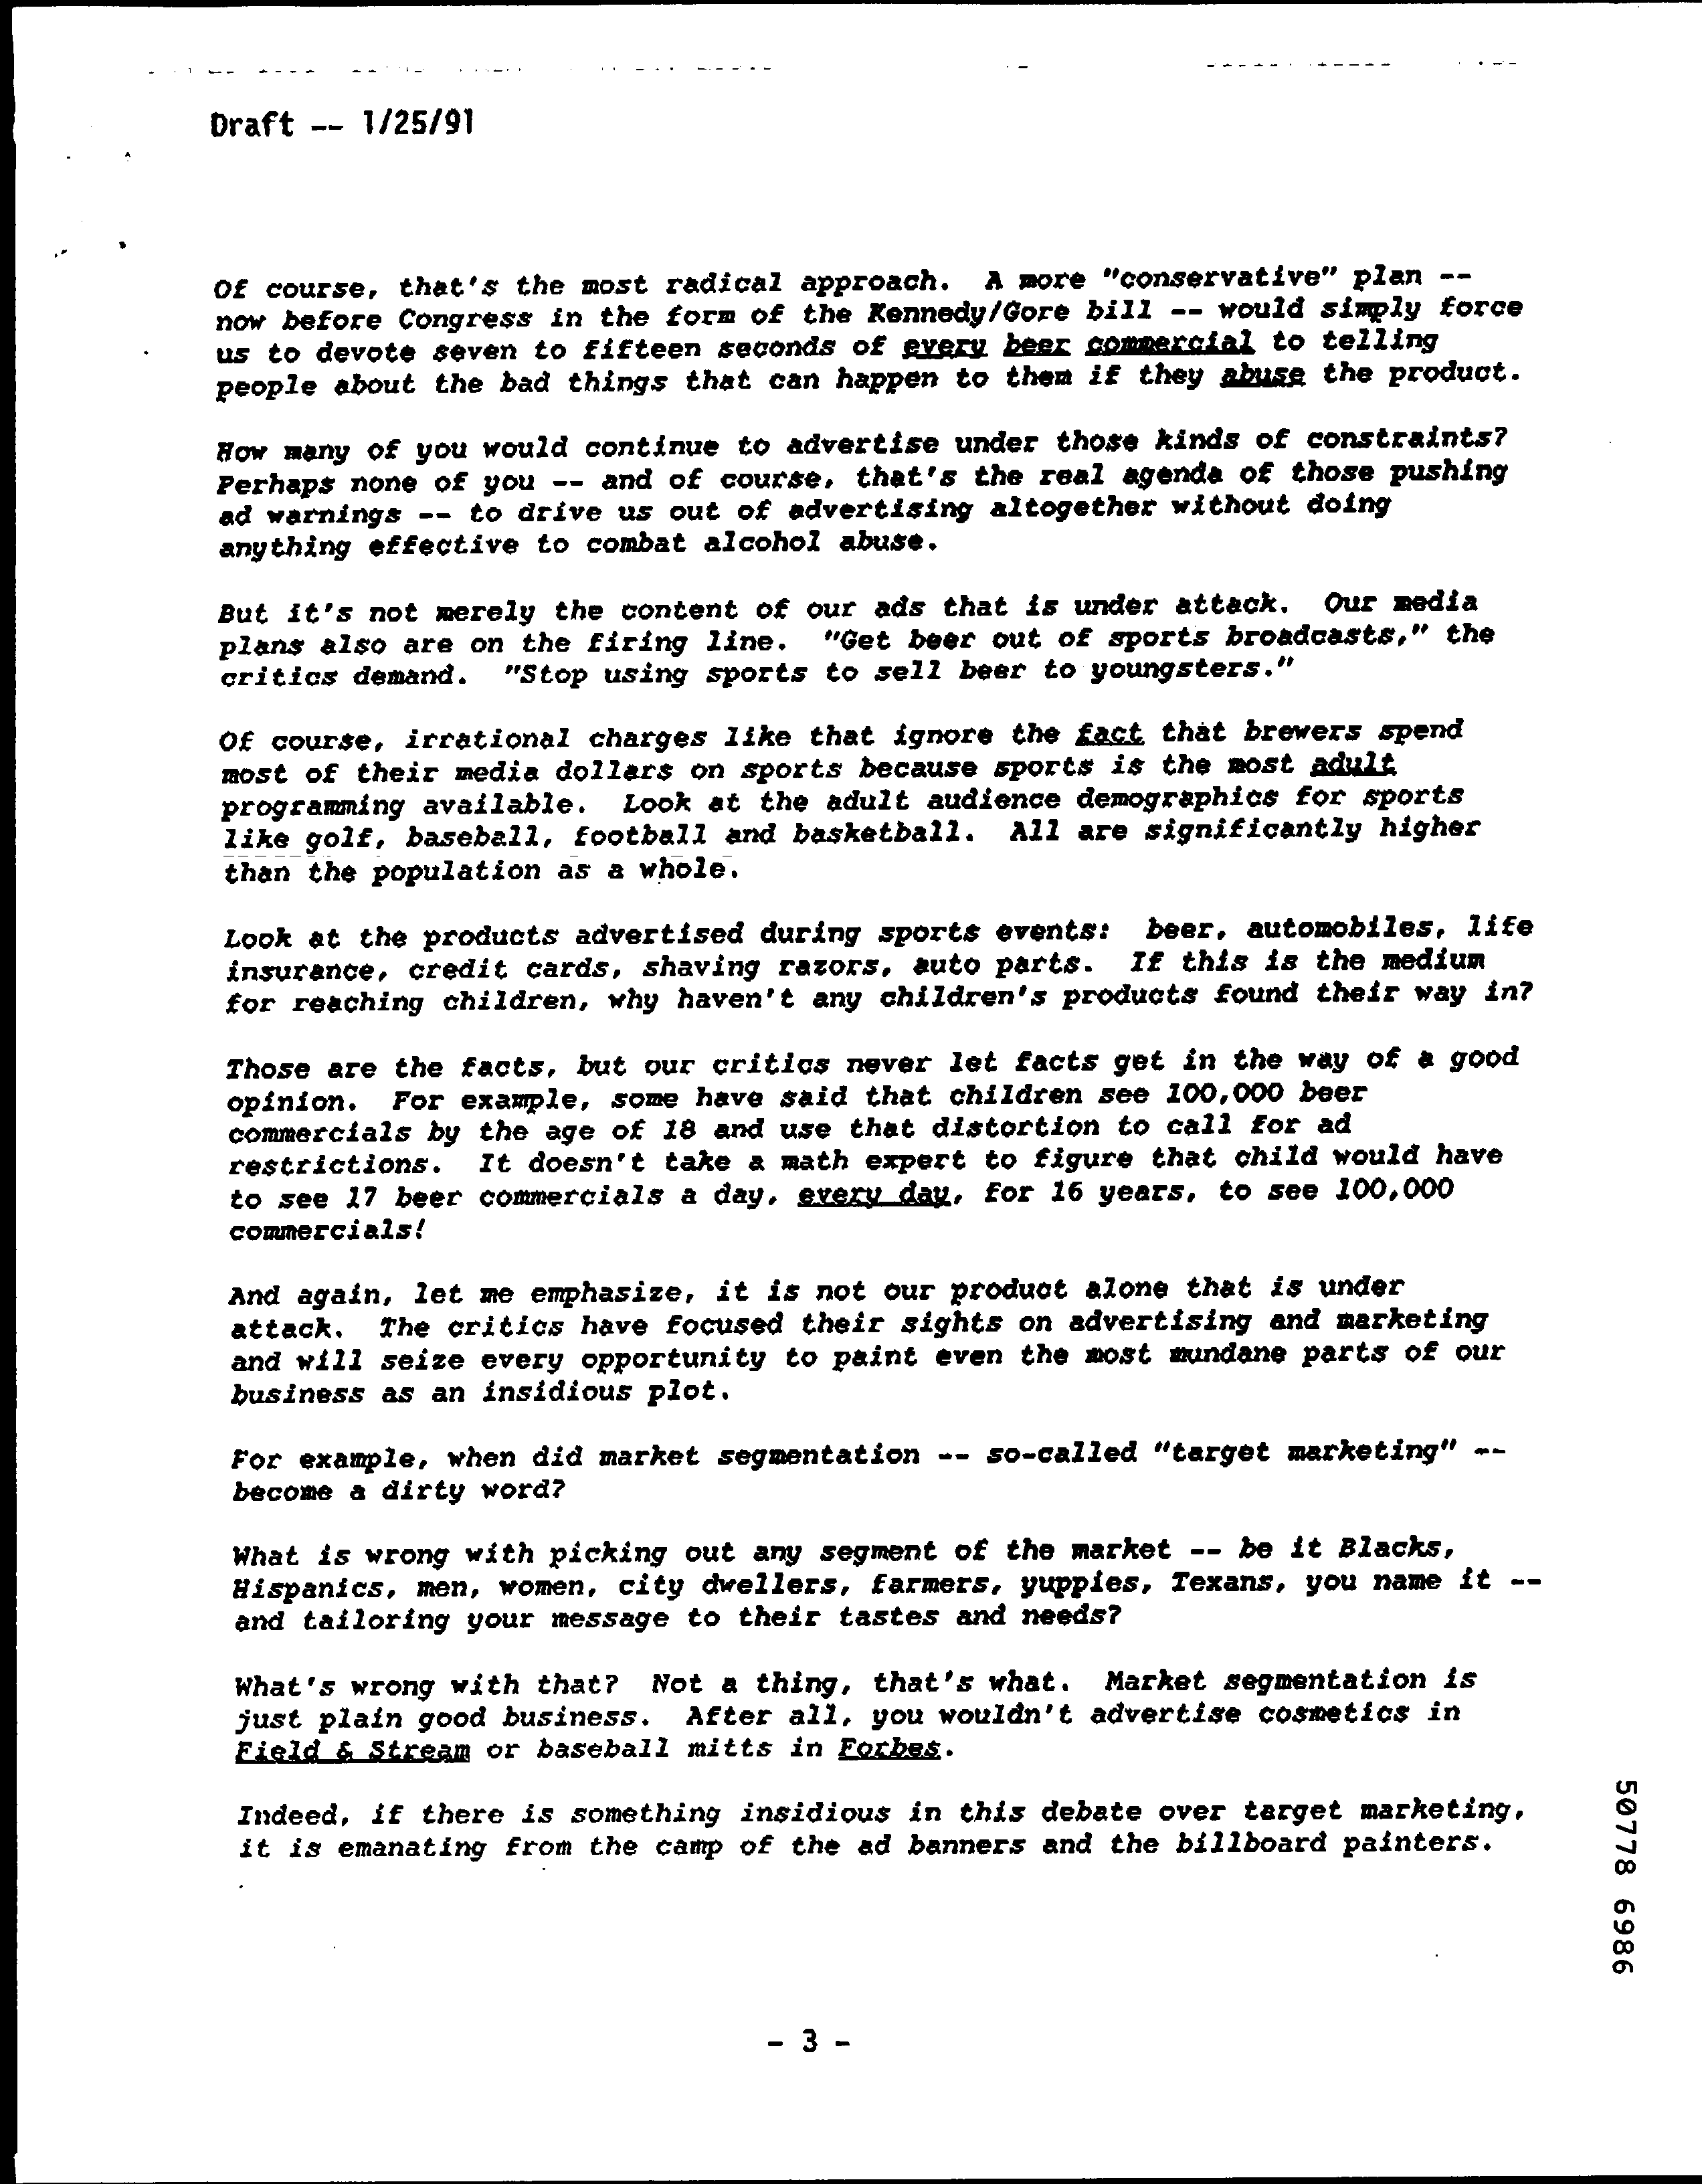 Draft -- 1/25/91
Of course, that's the most radical approach. A more "conservative" plan --
now before Congress in the form of the Kennedy/Gore bill -- would simply force
us to devote seven to fifteen seconds of every beer commercial to telling
people about the bad things that can happen to them if they abuse the product.
How many of you would continue to advertise under those kinds of constraints?
Perhaps none of you -- and of course, that's the real agenda of those pushing
ad warnings -- to drive us out of advertising altogether without doing
anything effective to combat alcohol abuse.
But it's not merely the content of our ads that is under attack. Our media
plans also are on the firing line. "Get beer out of sports broadcasts," the
critics demand. "Stop using sports to sell beer to youngsters."
Of course, irrational charges like that ignore the fact that brewers spend
most of their media dollars on sports because sports is the most adult
programming available. Look at the adult audience demographics for sports
like golf, baseball, football and basketball. All are significantly higher
than the population as a whole.
Look at the products advertised during sports events: beer, automobiles, life
insurance, credit cards, shaving razors, auto parts. If this is the medium
for reaching children, why haven't any children's products found their way in?
Those are the facts, but our critics never let facts get in the way of a good
opinion. For example, some have said that children see 100,000 beer
commercials by the age of 18 and use that distortion to call for ad
restrictions. It doesn't take a math expert to figure that child would have
to see 17 beer commercials a day, every day, for 16 years, to see 100,000
commercials!
And again, let me emphasize, it is not our product alone that is under
attack. The critics have focused their sights on advertising and marketing
and will seize every opportunity to paint even the most mundane parts of our
business as an insidious plot.
For example, when did market segmentation -- so-called "target marketing" --
become a dirty word?
What is wrong with picking out any segment of the market -- be it Blacks,
Hispanics, men, women, city dwellers, farmers, yuppies, Texans, you name it --
and tailoring your message to their tastes and needs?
What's wrong with that? Not a thing, that's what. Market segmentation is
just plain good business. After all, you wouldn't advertise cosmetics in
Field & Stream or baseball mitts in Forbes.
Indeed, if there is something insidious in this debate over target marketing,
it is emanating from the camp of the ad banners and the billboard painters.
50778 6986
- 3 -